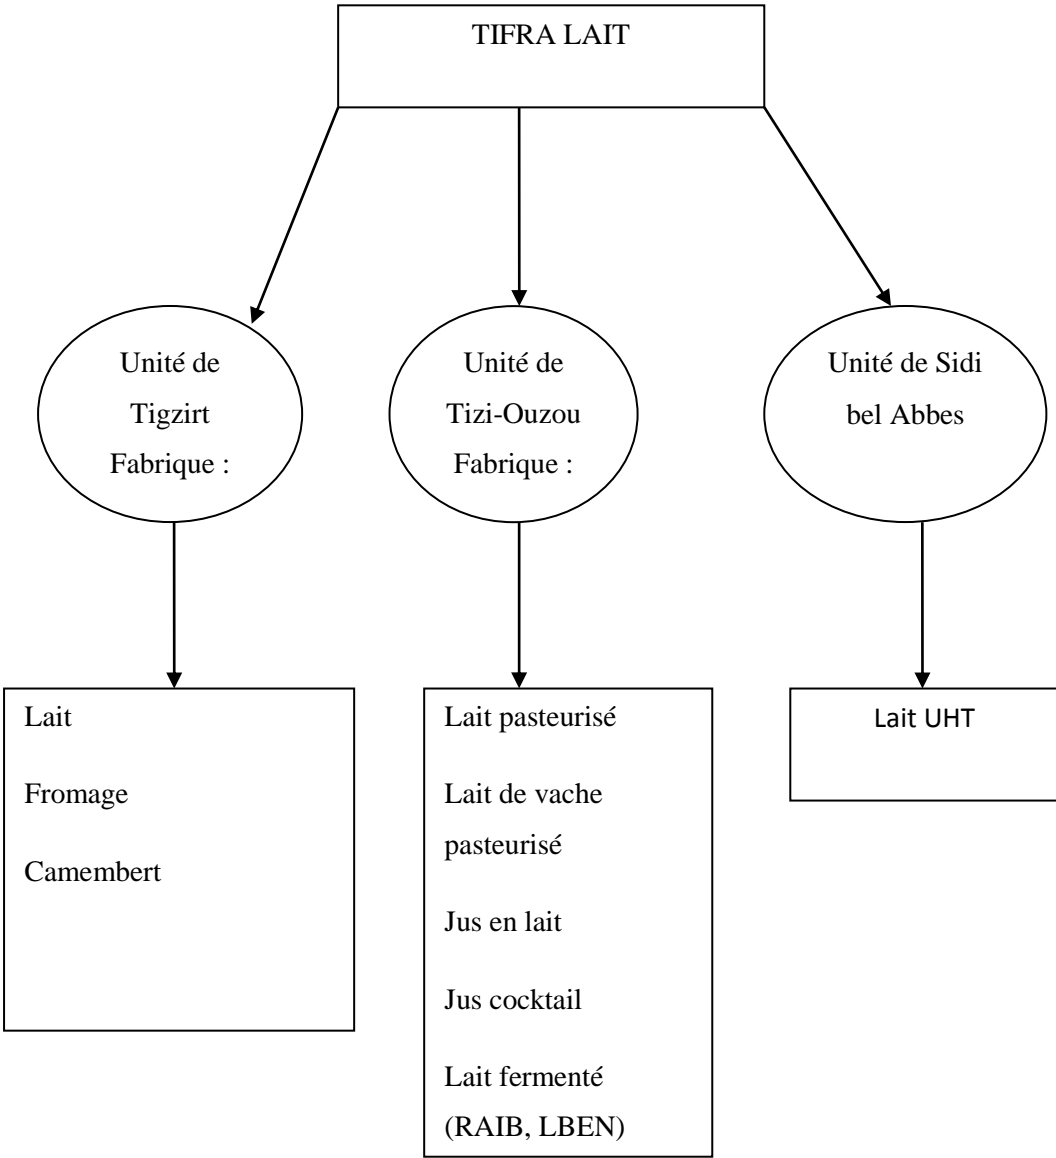 TIFRA LAIT
Unité de
Tigzirt
Fabrique :
Unité de
Tizi-Ouzou
Fabrique :
Unité de Sidi
bel Abbes
Lait
Fromage
Camembert
Lait pasteurisé
Lait de vache
pasteurisé
Jus en lait
Jus cocktail
Lait fermenté
(RAIB, LBEN)
Lait UHT